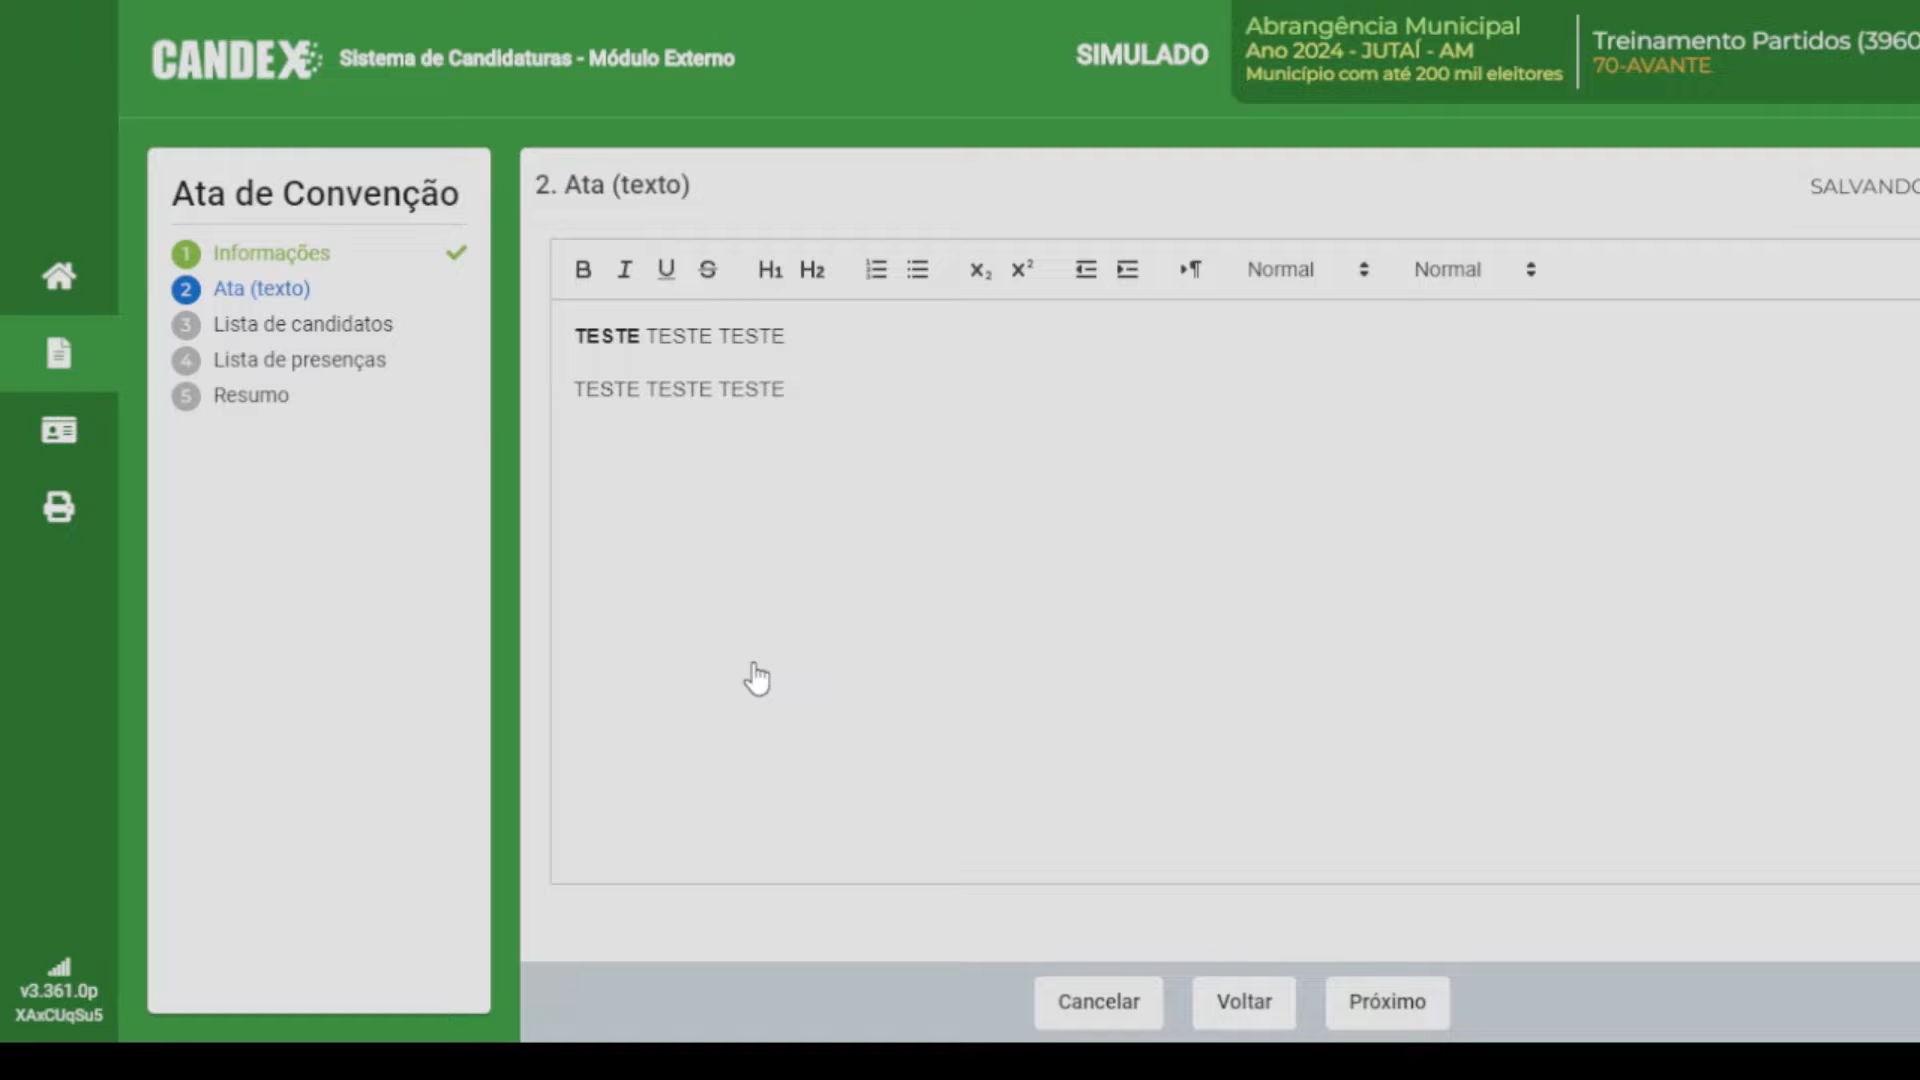 CANDEX Sistema de Candidaturas - Módulo Externo
SIMULADO
Abrangência Municipal
Ano 2024 - JUTAÍ - AM
Município com até 200 mil eleitores
Treinamento Partidos (3960
70-AVANTE
Ata de Convenção
1 Informações
2 Ata (texto)
3 Lista de candidatos
4 Lista de presenças
5 Resumo
2. Ata (texto)
SALVANDO
B I U S H1 H2 X2 X2 Normal Normal
TESTE TESTE TESTE
TESTE TESTE TESTE
Cancelar Voltar Próximo
v3.361.0p
XAxCUqSu5